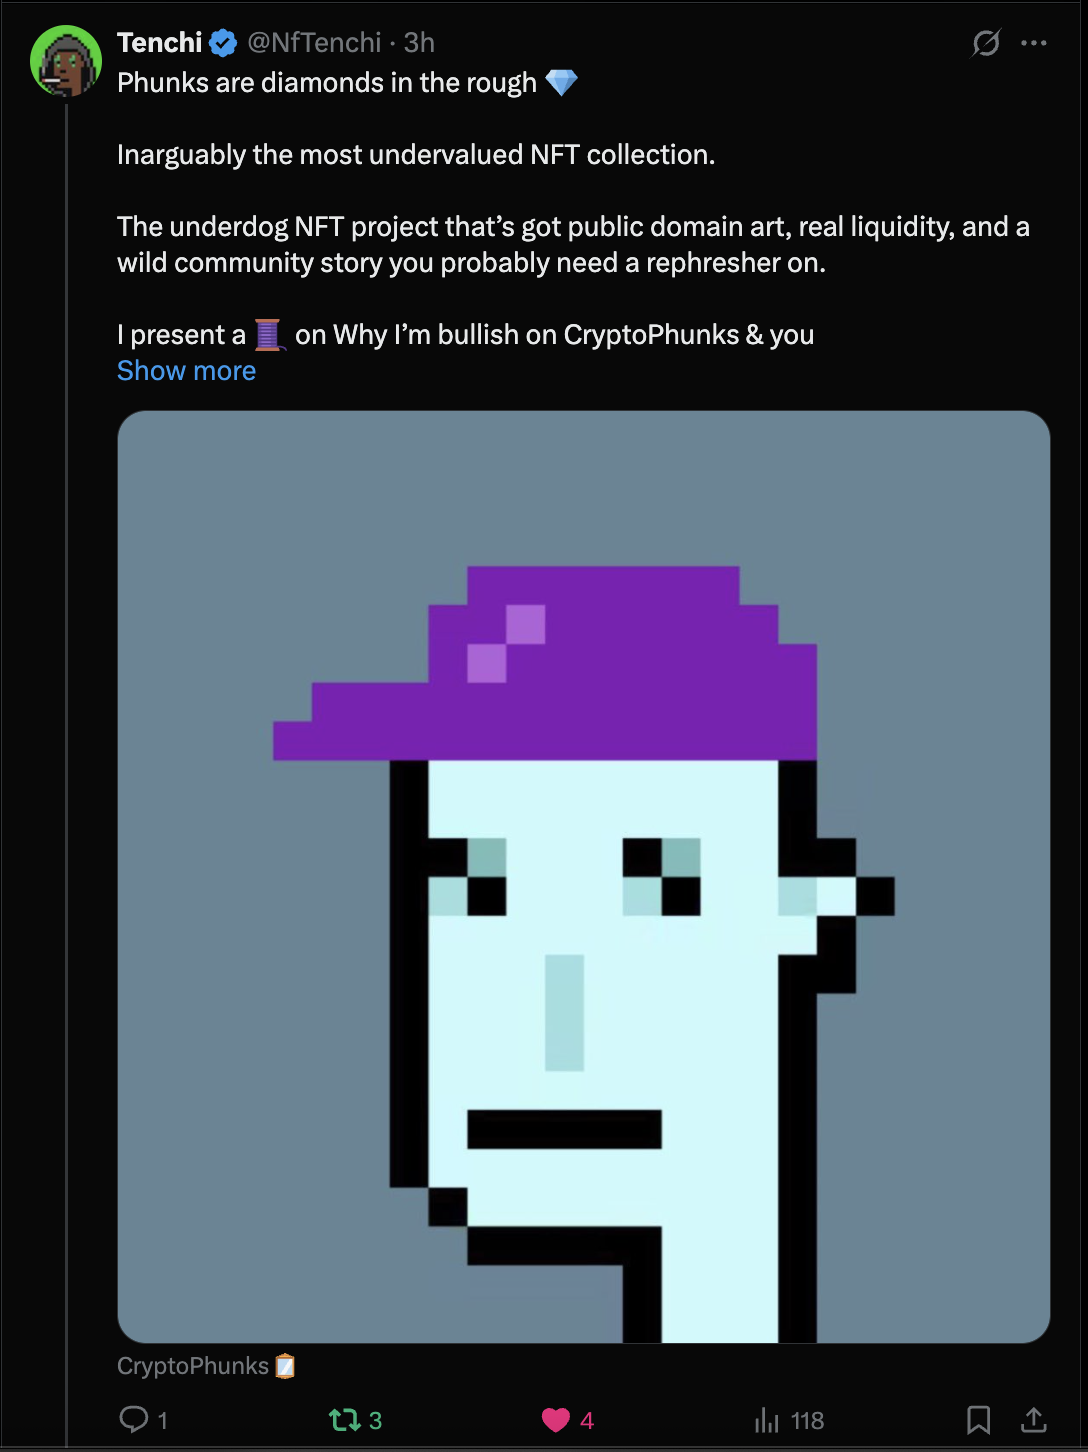 Tenchi @NfTenchi · 3h
Phunks are diamonds in the rough 💎
Inarguably the most undervalued NFT collection.
The underdog NFT project that’s got public domain art, real liquidity, and a
wild community story you probably need a rephresher on.
I present a 🧵 on Why I’m bullish on CryptoPhunks & you
Show more
CryptoPhunks
1 3 4 118